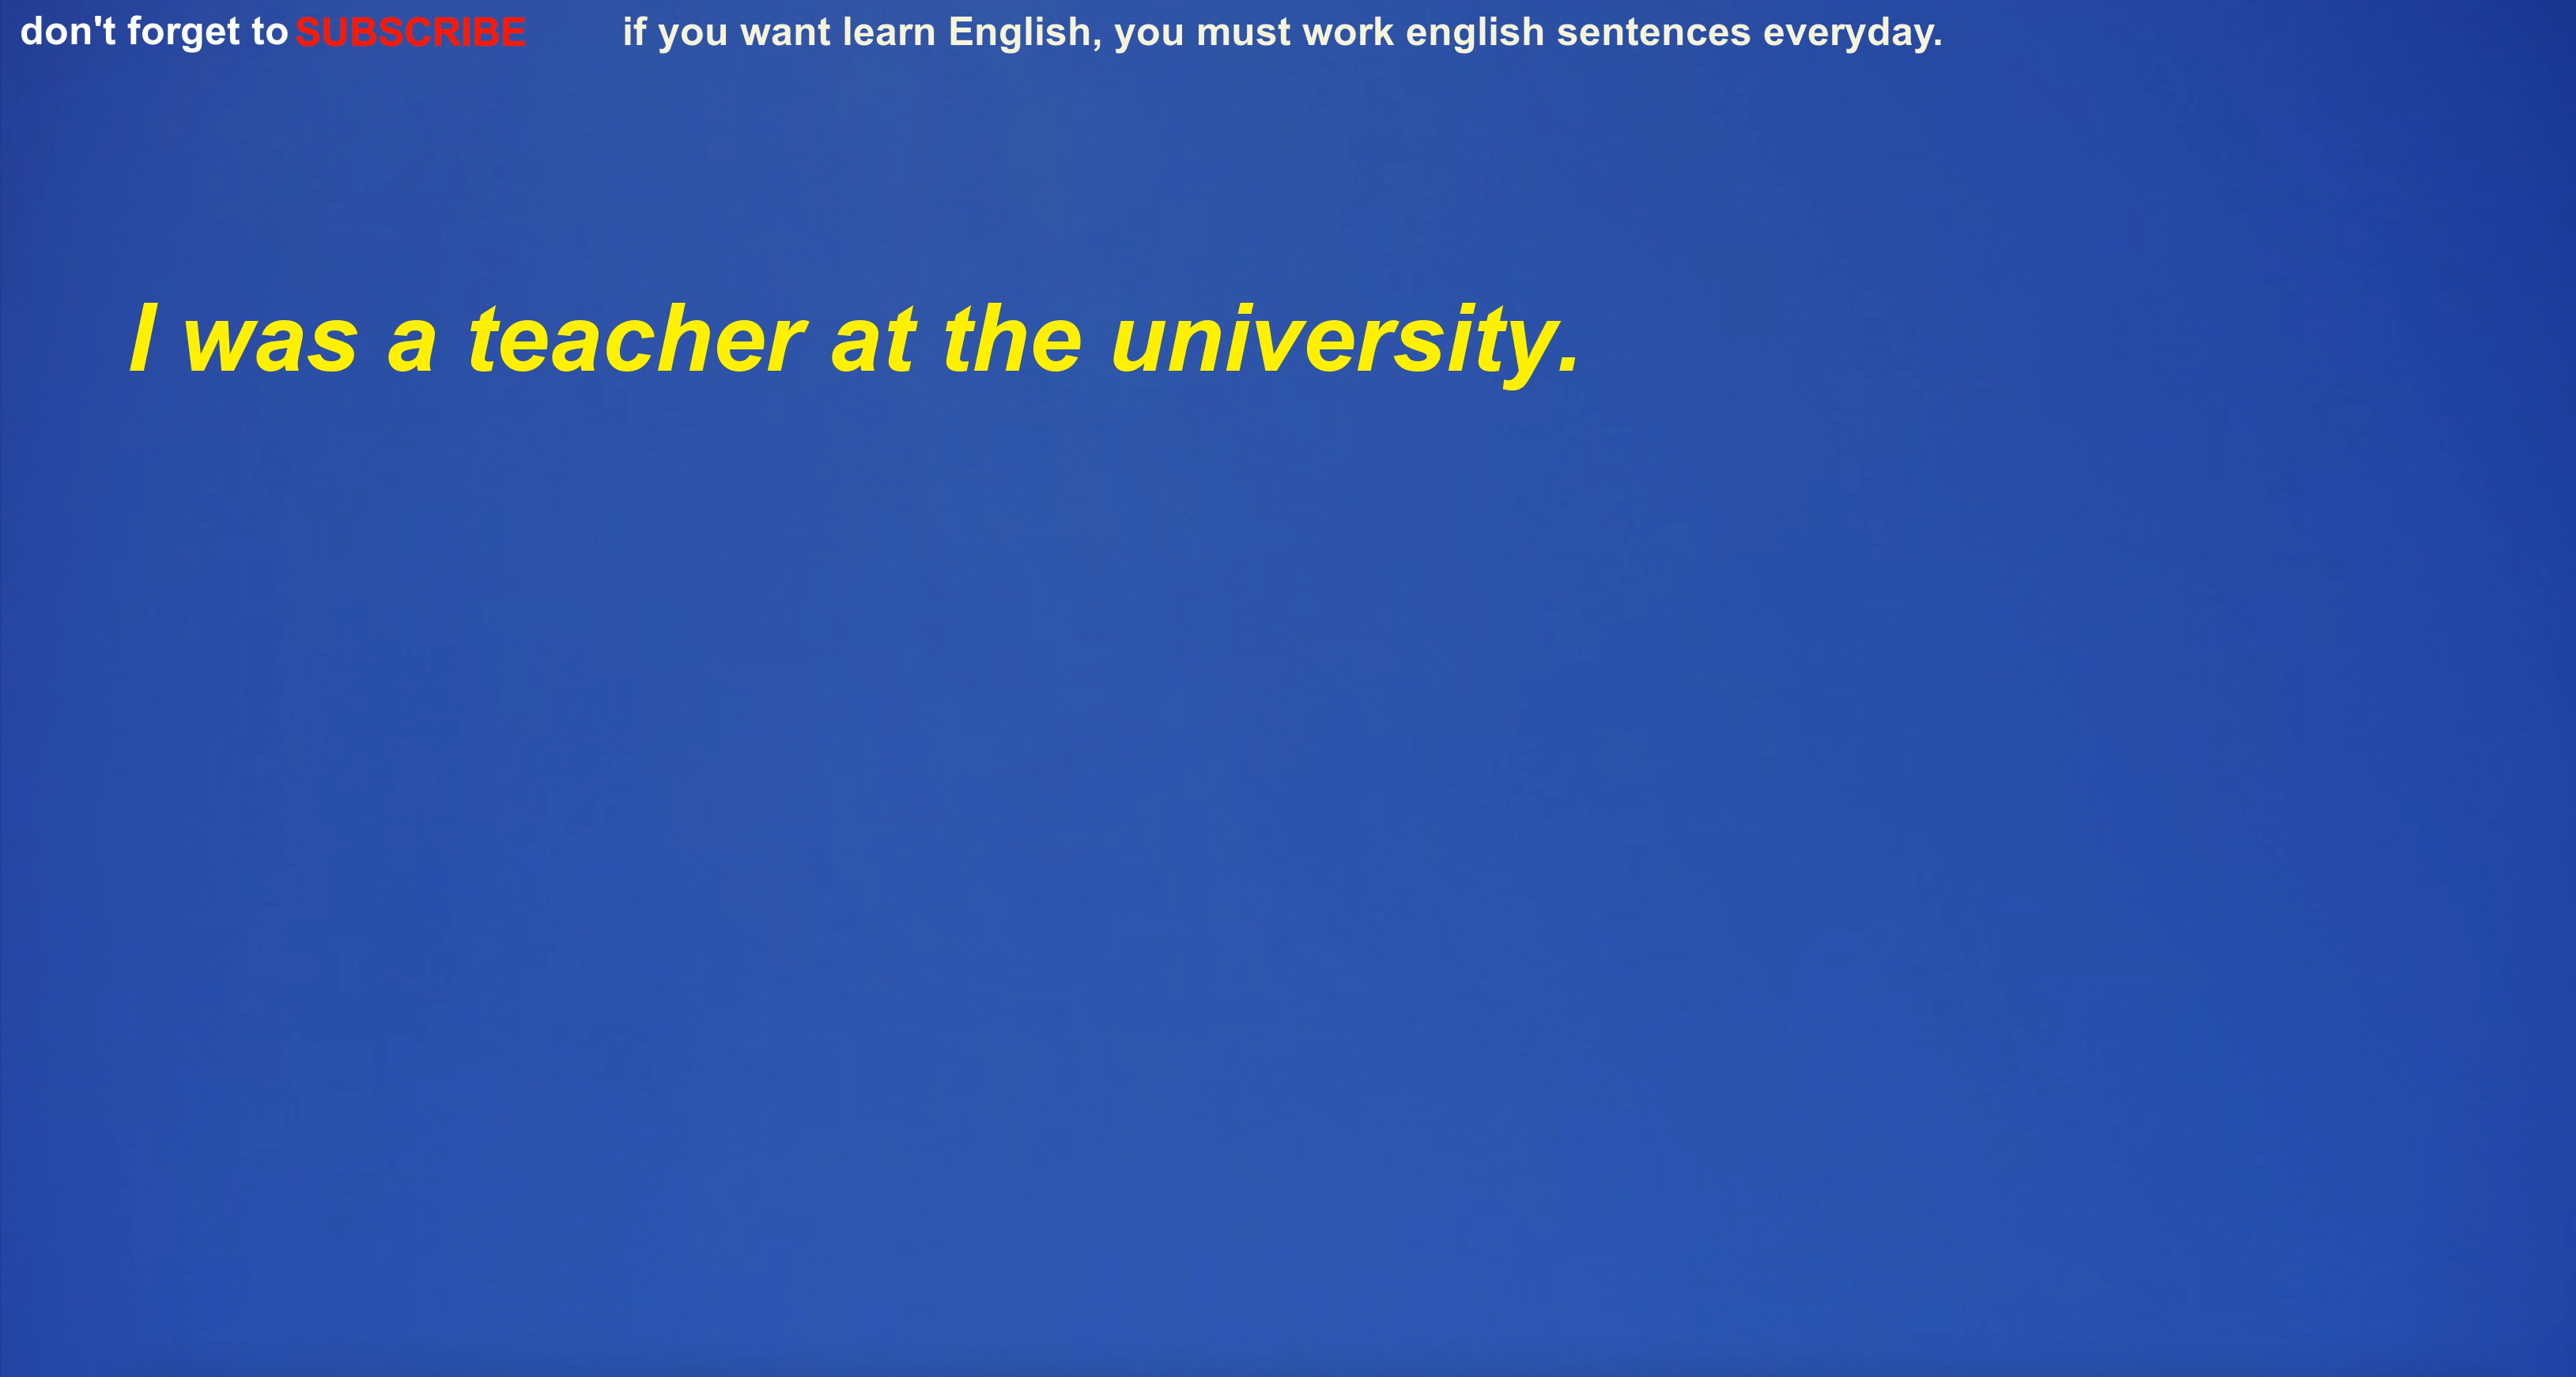 don't forget to SUBSCRIBE if you want learn English, you must work english sentences everyday.
I was a teacher at the university.